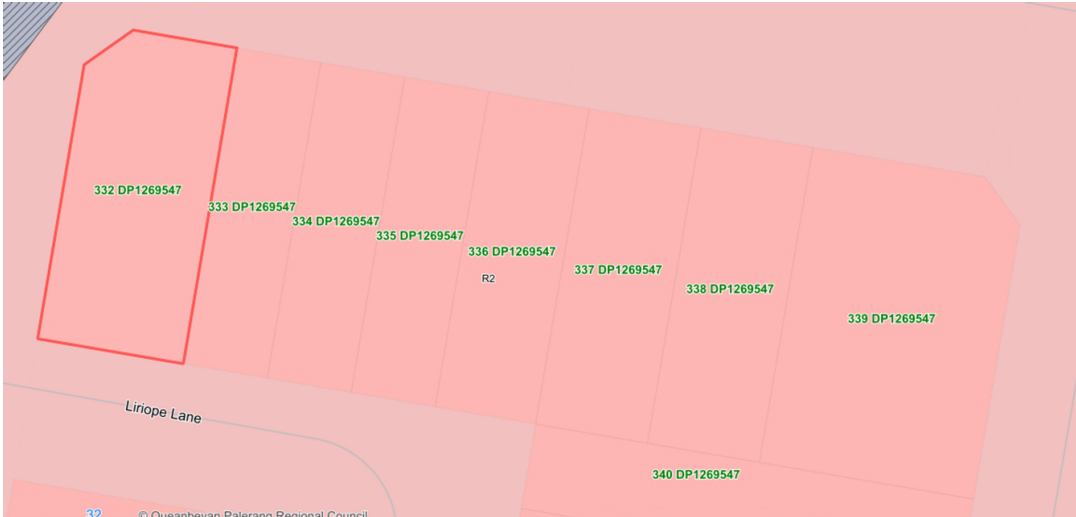 332 DP1269547
333 DP1269547
334 DP1269547
335 DP1269547
336 DP1269547
R2
337 DP1269547
338 DP1269547
339 DP1269547
Liriope Lane
340 DP1269547
32
© Queanbeyan Palerang Regional Council